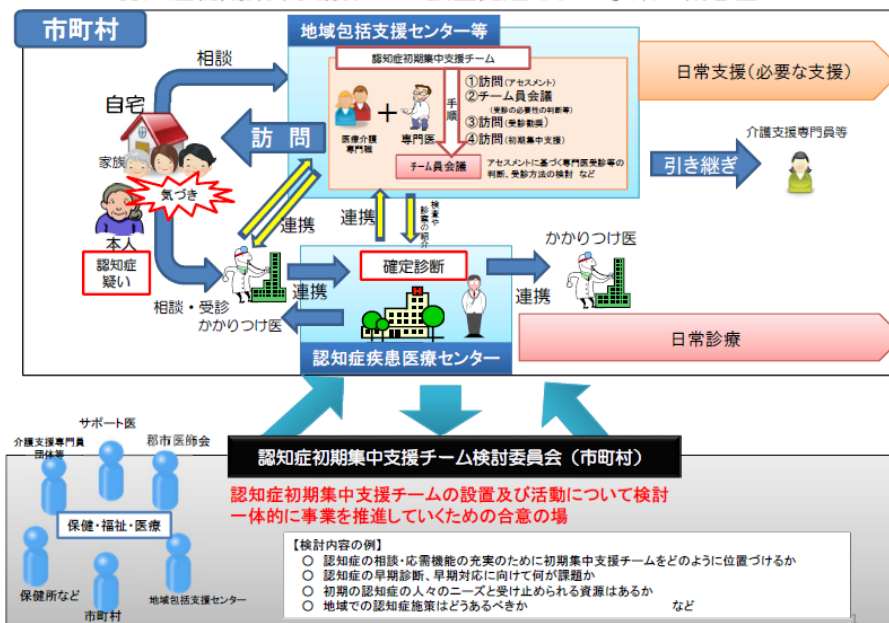 市町村
地域包括支援センター等
相談
認知症初期集中支援チーム
日常支援(必要な支援)
自宅
手順
①訪問(アセスメント)
②チーム員会議
(受診の必要性の判断等)
③訪問(受診勧奨)
④訪問(初期集中支援)
医療介護
専門職
専門医
訪問
家族
チーム員会議
アセスメントに基づく専門医受診等の
判断、受診方法の検討 など
介護支援専門員等
引き継ぎ
気づき
連携
連携
検査や
診察の紹介
本人
認知症
疑い
確定診断
かかりつけ医
連携
連携
相談・受診
かかりつけ医
日常診療
認知症疾患医療センター
サポート医
介護支援専門員
団体等
郡市医師会
認知症初期集中支援チーム検討委員会(市町村)
認知症初期集中支援チームの設置及び活動について検討
一体的に事業を推進していくための合意の場
保健・福祉・医療
【検討内容の例】
○ 認知症の相談・応需機能の充実のために初期集中支援チームをどのように位置づけるか
○ 認知症の早期診断、早期対応に向けて何が課題か
○ 初期の認知症の人々のニーズと受け止められる資源はあるか
○ 地域での認知症施策はどうあるべきか など
保健所など
地域包括支援センター
市町村